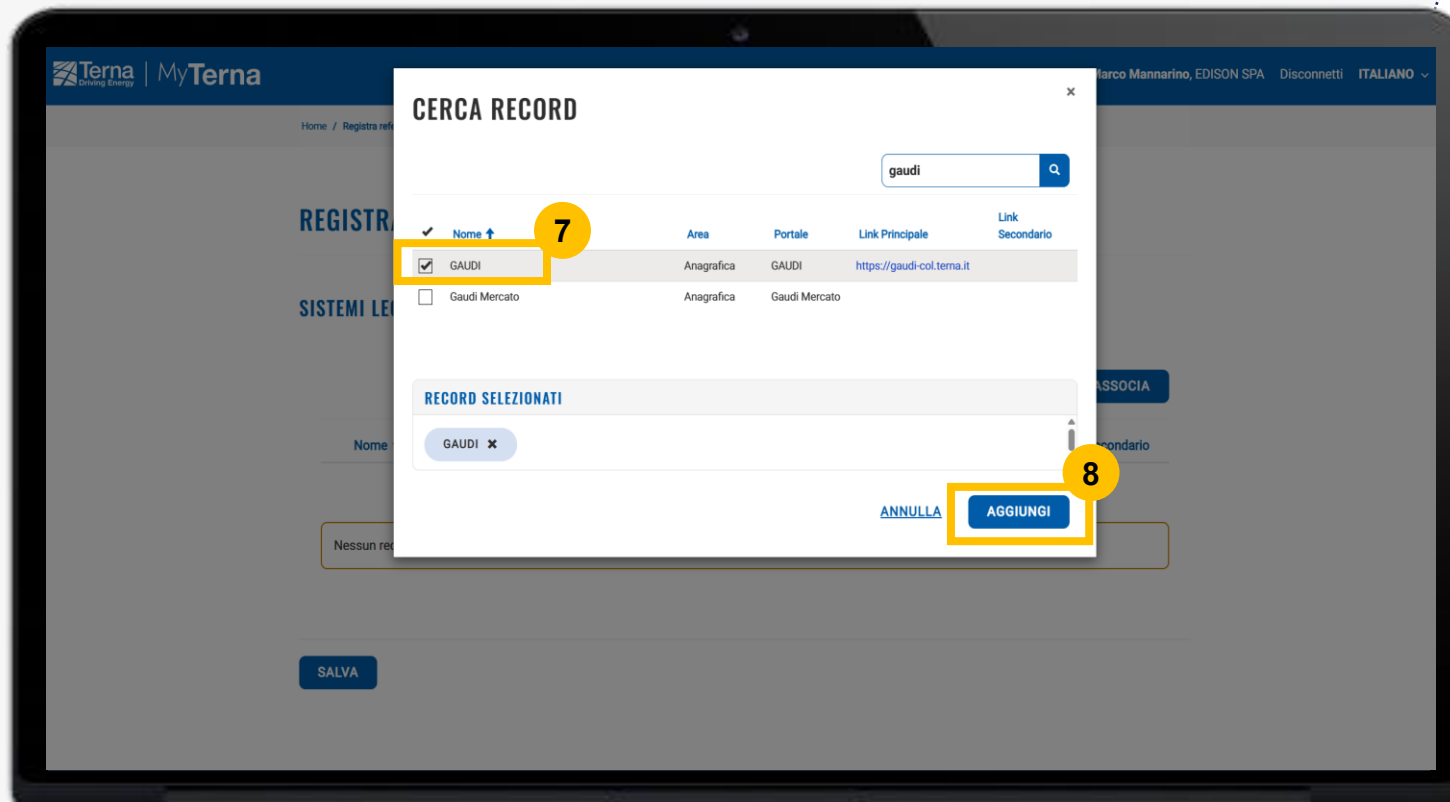 Terna
Driving Energy
MyTerna
Marco Mannarino, EDISON SPA Disconnetti ITALIANO
Home / Registra refe
CERCA RECORD
×
gaudi
REGISTRA
7
Nome Area Portale Link Principale Link Secondario
GAUDI Anagrafica GAUDI https://gaudi-col.terna.it
Gaudi Mercato Anagrafica Gaudi Mercato
SISTEMI LEG
ASSOCIA
RECORD SELEZIONATI
GAUDI ✖
Nome
econdario
8
ANNULLA AGGIUNGI
Nessun rec
SALVA